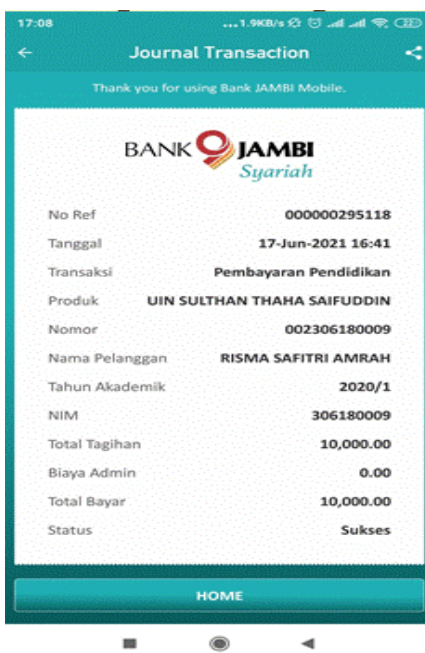 17:08 ...1.9KB/s
Journal Transaction
Thank you for using Bank JAMBI Mobile.
BANK 9 JAMBI
Syariah
No Ref 000000295118
Tanggal 17-Jun-2021 16:41
Transaksi Pembayaran Pendidikan
Produk UIN SULTHAN THAHA SAIFUDDIN
Nomor 002306180009
Nama Pelanggan RISMA SAFITRI AMRAH
Tahun Akademik 2020/1
NIM 306180009
Total Tagihan 10,000.00
Biaya Admin 0.00
Total Bayar 10,000.00
Status Sukses
HOME